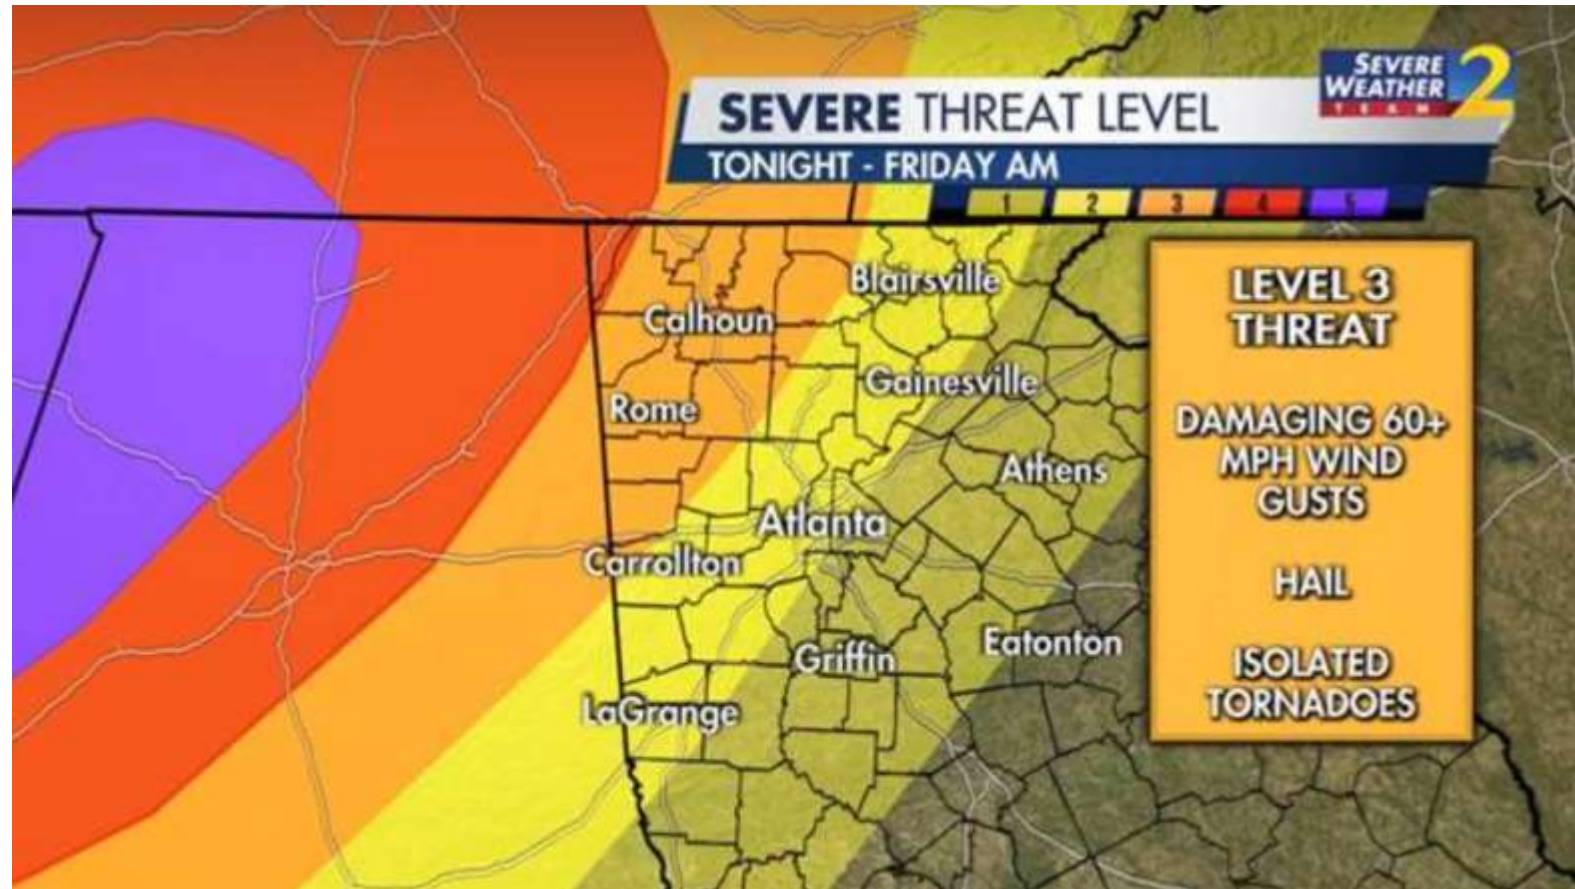 SEVERE
WEATHER
TEAM 2
SEVERE THREAT LEVEL
TONIGHT - FRIDAY AM
1 2 3 4 5
LEVEL 3
THREAT
DAMAGING 60+
MPH WIND
GUSTS
HAIL
ISOLATED
TORNADOES
Blairsville
Calhoun
Gainesville
Rome
Athens
Atlanta
Carrollton
Eatonton
Griffin
LaGrange